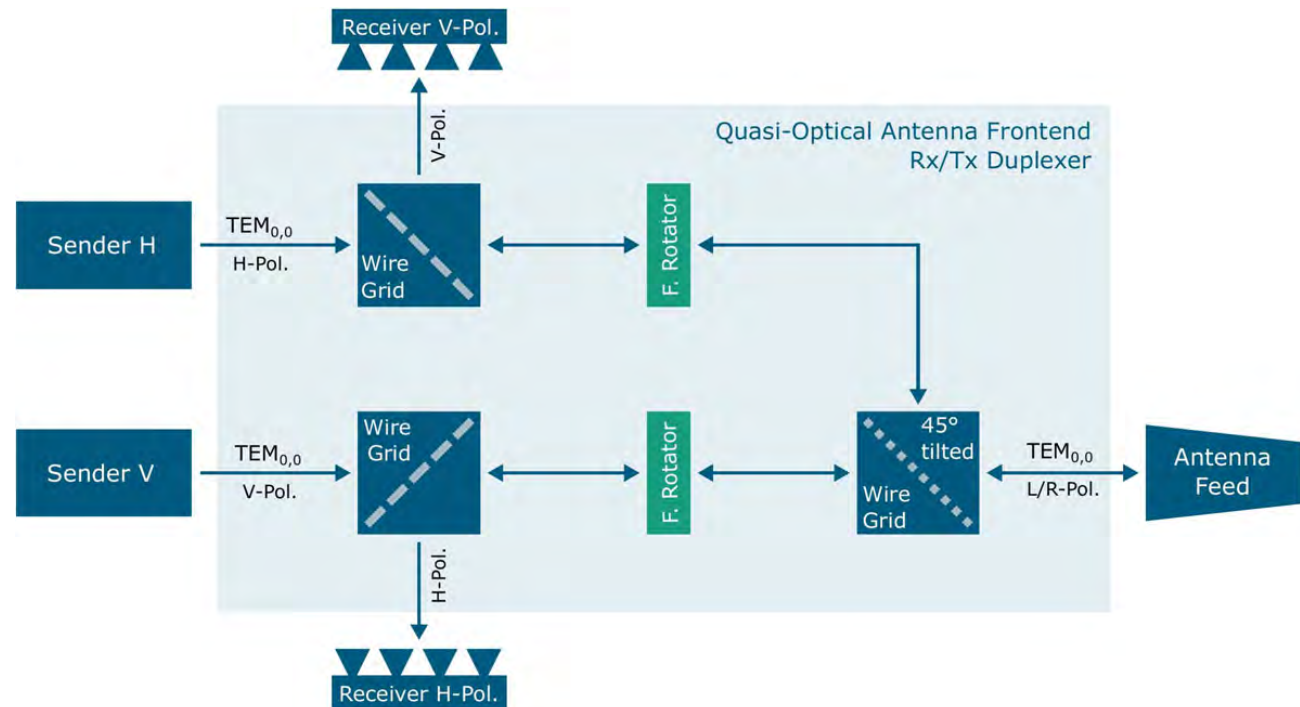 Receiver V-Pol.
V-Pol.
Quasi-Optical Antenna Frontend
Rx/Tx Duplexer
Sender H
TEM0,0
H-Pol.
Wire
Grid
F. Rotator
Sender V
TEM0,0
V-Pol.
Wire
Grid
F. Rotator
45°
tilted
Wire
Grid
TEM0,0
L/R-Pol.
Antenna
Feed
H-Pol.
Receiver H-Pol.